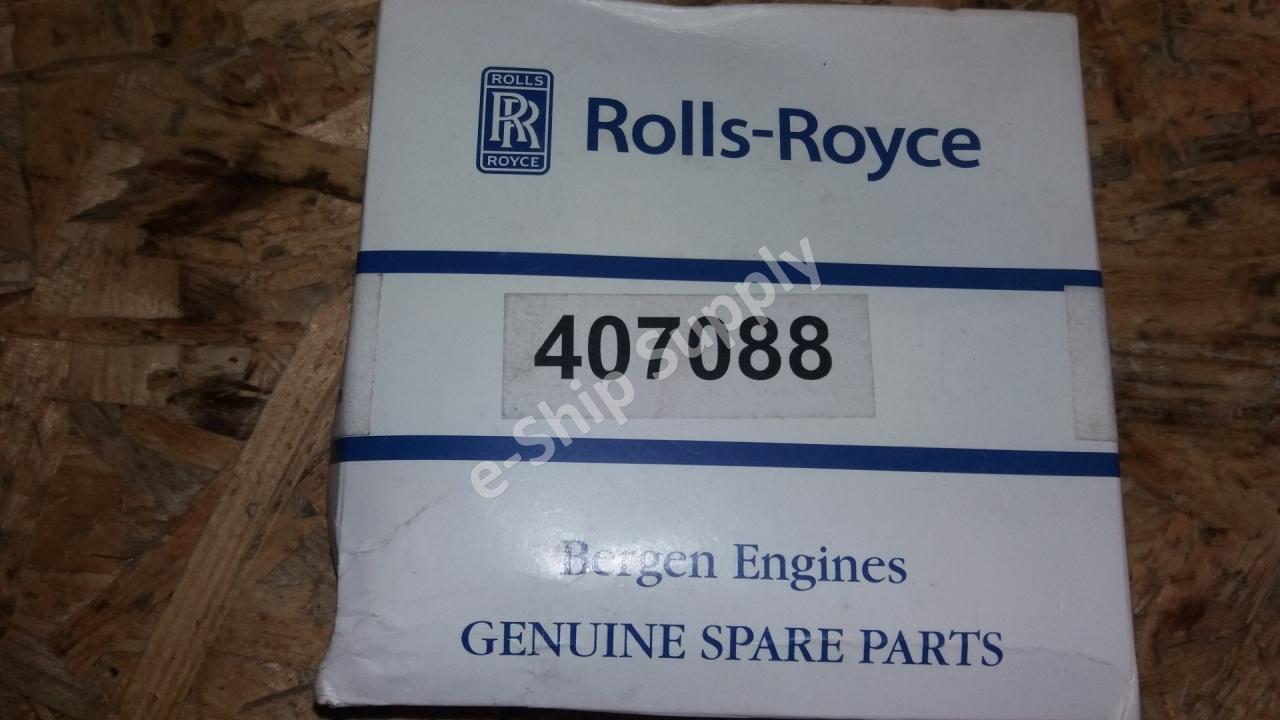 ROLLS
RR
ROYCE
Rolls-Royce
407088
e-Ship Supply
Bergen Engines
GENUINE SPARE PARTS